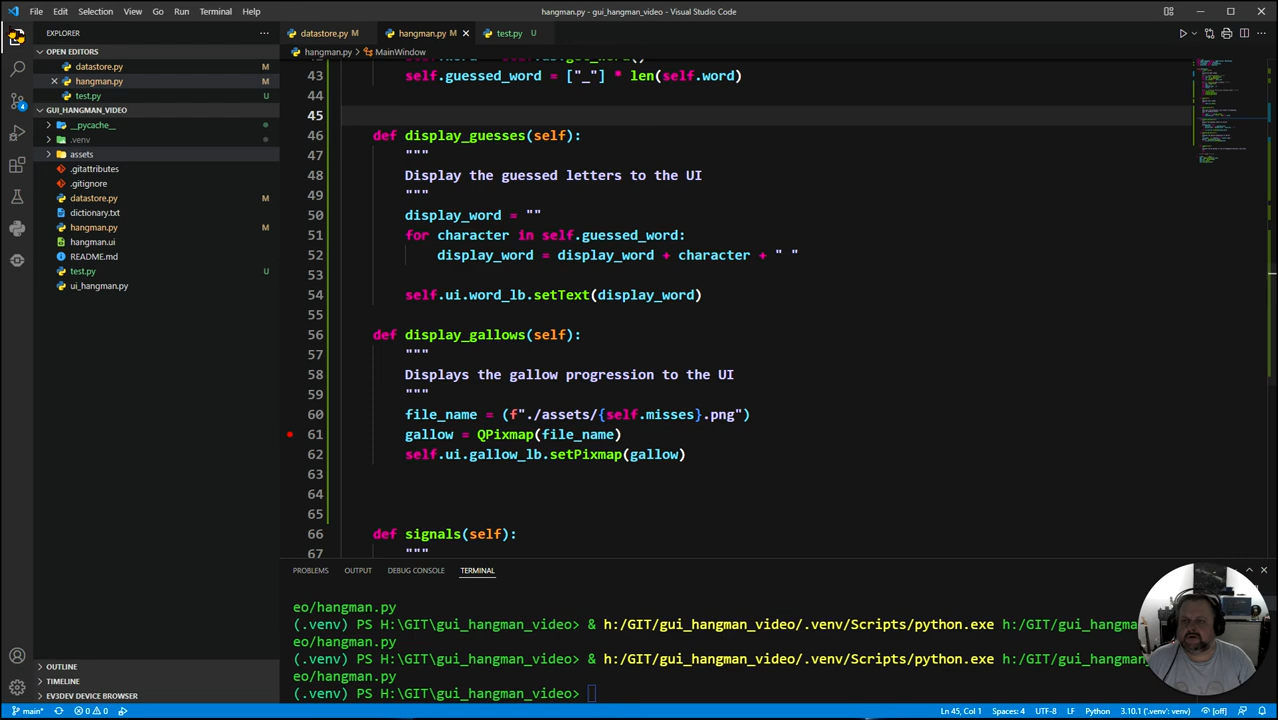 File Edit Selection View Go Run Terminal Help
hangman.py - gui_hangman_video - Visual Studio Code
EXPLORER
datastore.py M
hangman.py M
test.py U
hangman.py > MainWindow
OPEN EDITORS
datastore.py M
hangman.py M
test.py U
GUI_HANGMAN_VIDEO
__pycache__
.venv
assets
.gitattributes
.gitignore
datastore.py M
dictionary.txt
hangman.py M
hangman.ui
README.md
test.py U
ui_hangman.py
OUTLINE
TIMELINE
EV3DEV DEVICE BROWSER
43 self.guessed_word = ["_"] * len(self.word)
44
45
46 def display_guesses(self):
47 """
48 Display the guessed letters to the UI
49 """
50 display_word = ""
51 for character in self.guessed_word:
52 display_word = display_word + character + " "
53
54 self.ui.word_lb.setText(display_word)
55
56 def display_gallows(self):
57 """
58 Displays the gallow progression to the UI
59 """
60 file_name = (f"./assets/{self.misses}.png")
61 gallow = QPixmap(file_name)
62 self.ui.gallow_lb.setPixmap(gallow)
63
64
65
66 def signals(self):
67 """
PROBLEMS OUTPUT DEBUG CONSOLE TERMINAL
eo/hangman.py
(.venv) PS H:\GIT\gui_hangman_video> & h:/GIT/gui_hangman_video/.venv/Scripts/python.exe h:/GIT/gui_hangma
eo/hangman.py
(.venv) PS H:\GIT\gui_hangman_video> & h:/GIT/gui_hangman_video/.venv/Scripts/python.exe h:/GIT/gui_hangma
eo/hangman.py
(.venv) PS H:\GIT\gui_hangman_video>
main* 0 0 Ln 45, Col 1 Spaces: 4 UTF-8 LF Python 3.10.1 ('.venv': venv) [off]